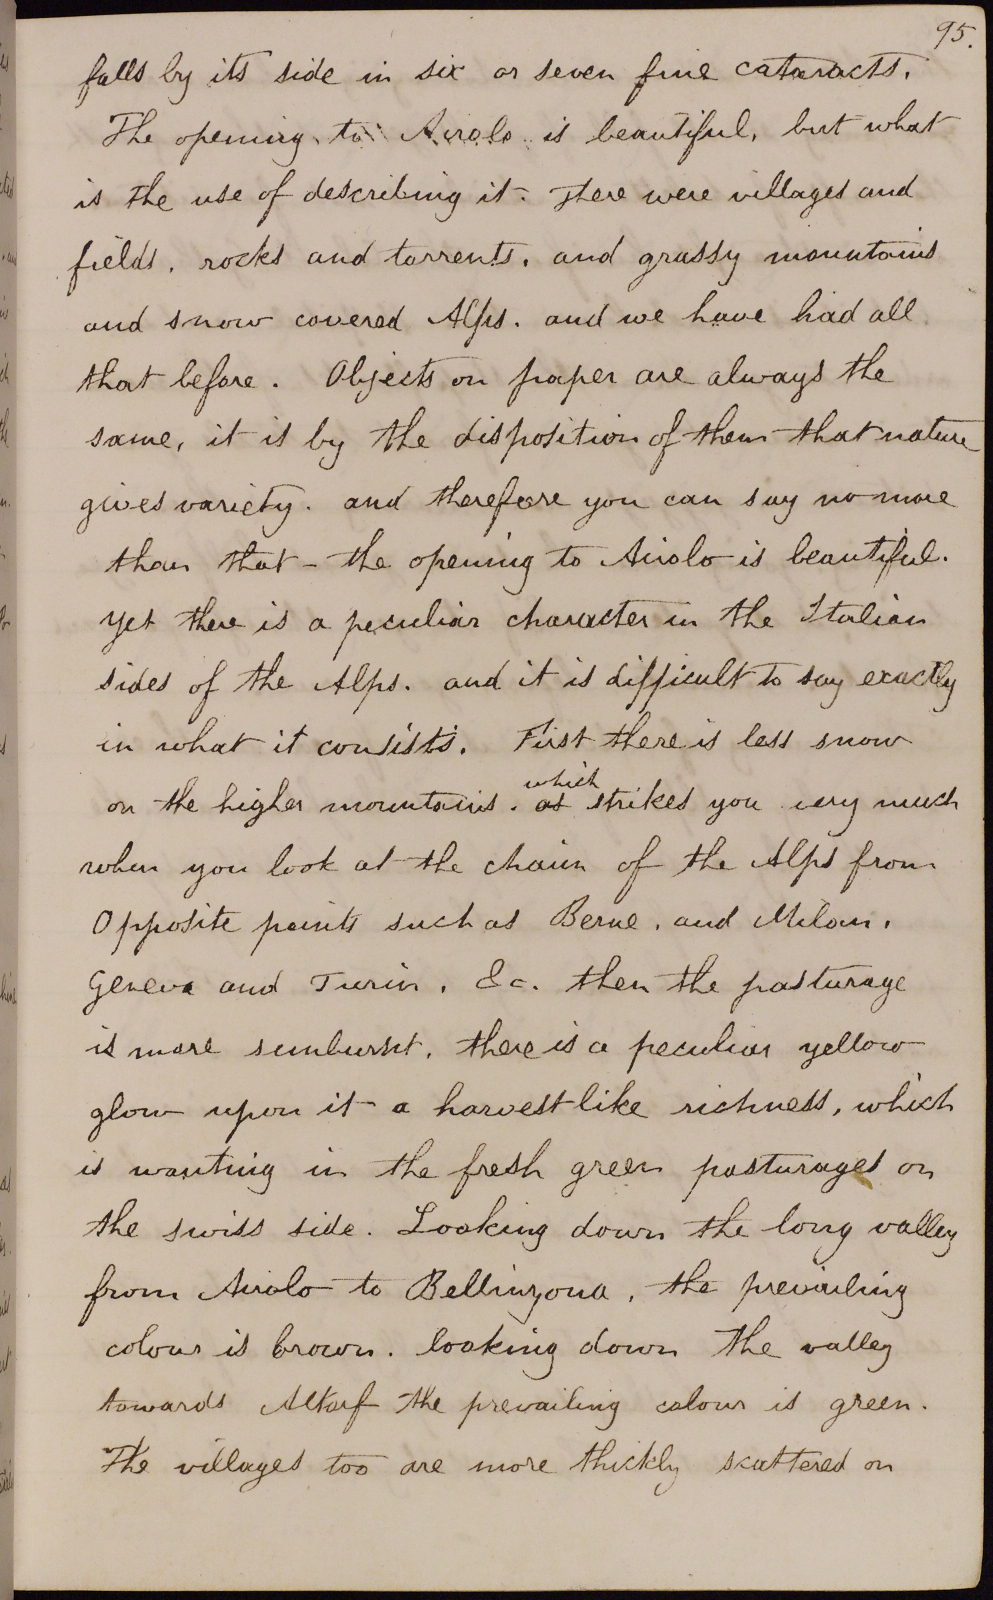 95.
falls by its side in six or seven fine cataracts.
The opening to Airolo is beautiful, but what
is the use of describing it. There were villages and
fields, rocks and torrents, and grassy mountains
and snow covered Alps. and we have had all
that before. Objects on paper are always the
same, it is by the disposition of them that nature
gives variety. and therefore you can say no more
than that - the opening to Airolo is beautiful.
yet there is a peculiar character in the Italian
sides of the Alps. and it is difficult to say exactly
in what it consists. First there is less snow
which
on the higher mountains. as strikes you very much
when you look at the chain of the Alps from
Opposite points such as Berne, and Milan,
Geneva and Turin, &c. then the pasturage
is more sunburnt, there is a peculiar yellow
glow upon it a harvest like richness, which
is wanting in the fresh green pasturages on
the swiss side. Looking down the long valley
from Airolo to Bellinzona, the prevailing
colour is brown. looking down the valley
towards Altorf the prevailing colour is green.
The villages too are more thickly scattered on